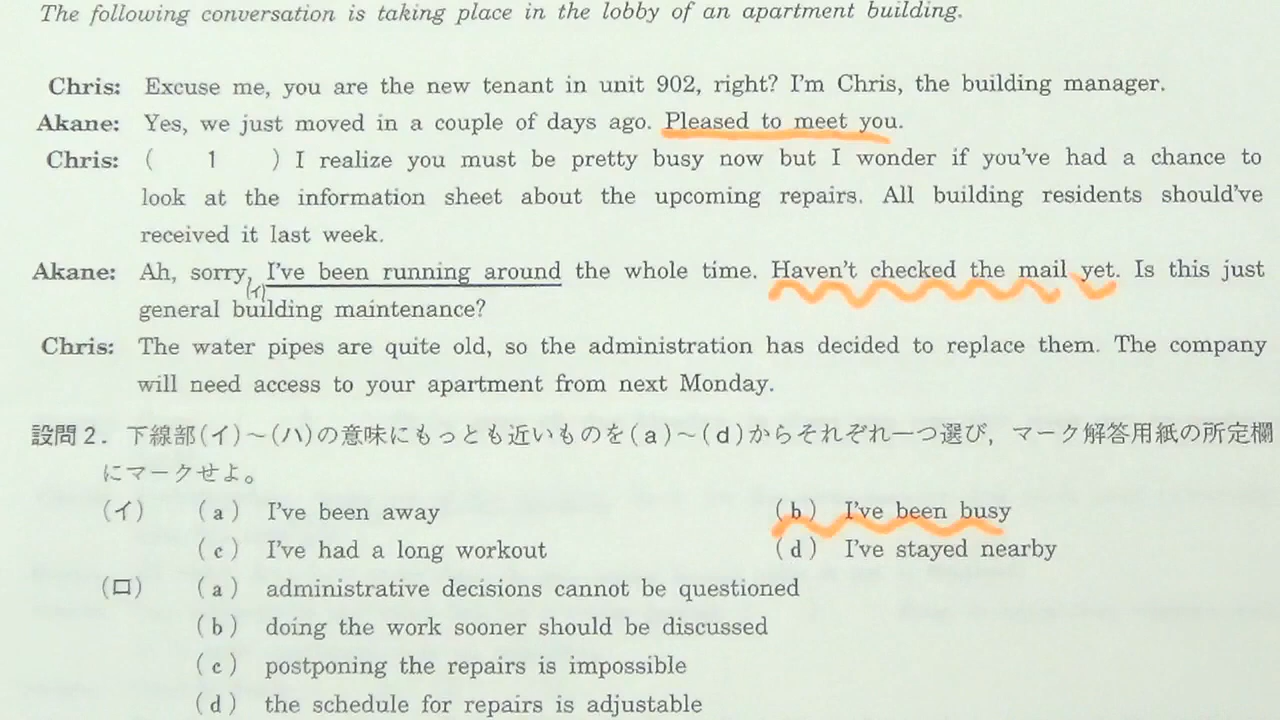 The following conversation is taking place in the lobby of an apartment building.
Chris: Excuse me, you are the new tenant in unit 902, right? I'm Chris, the building manager.
Akane: Yes, we just moved in a couple of days ago. Pleased to meet you.
Chris: ( 1 ) I realize you must be pretty busy now but I wonder if you've had a chance to
look at the information sheet about the upcoming repairs. All building residents should've
received it last week.
Akane: Ah, sorry, I've been running around the whole time. Haven't checked the mail yet. Is this just
(イ)
general building maintenance?
Chris: The water pipes are quite old, so the administration has decided to replace them. The company
will need access to your apartment from next Monday.
設問2. 下線部(イ)~(ハ)の意味にもっとも近いものを(a)~(d)からそれぞれ一つ選び, マーク解答用紙の所定欄
にマークせよ。
(イ) (a) I've been away (b) I've been busy
(c) I've had a long workout (d) I've stayed nearby
(ロ) (a) administrative decisions cannot be questioned
(b) doing the work sooner should be discussed
(c) postponing the repairs is impossible
(d) the schedule for repairs is adjustable